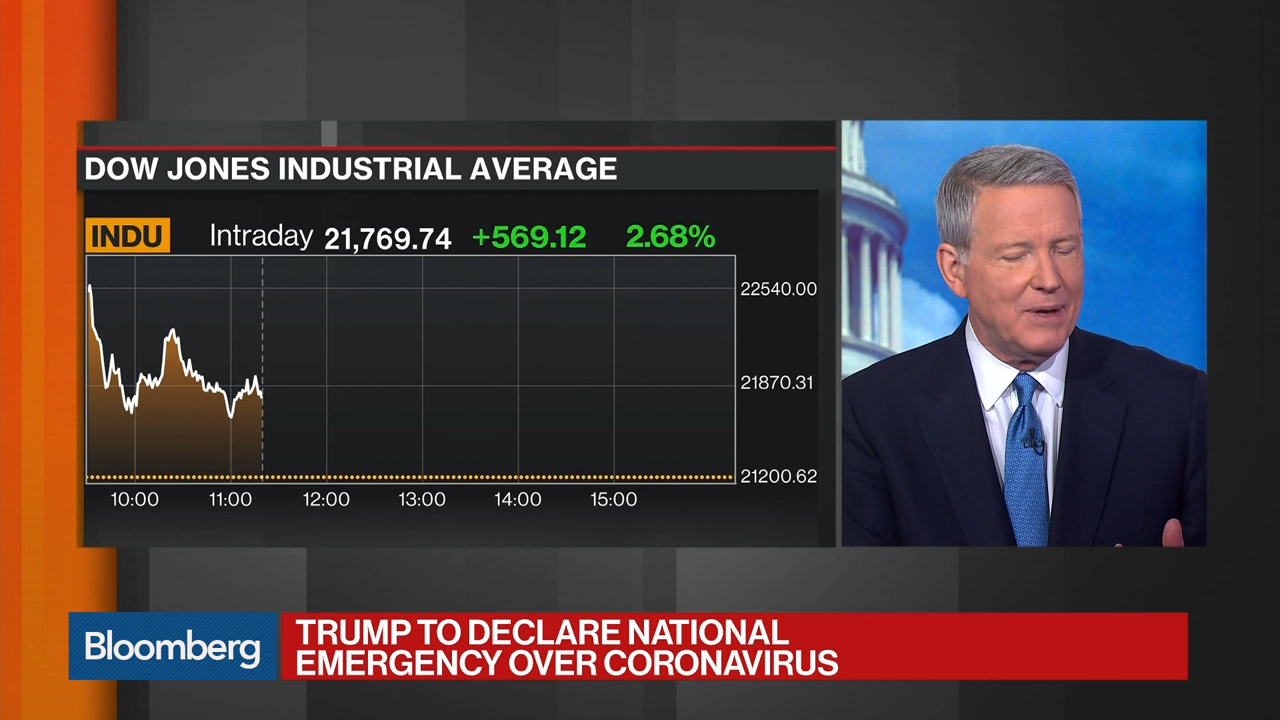 DOW JONES INDUSTRIAL AVERAGE
INDU Intraday 21,769.74 +569.12 2.68%
22540.00
21870.31
21200.62
10:00 11:00 12:00 13:00 14:00 15:00
Bloomberg
TRUMP TO DECLARE NATIONAL
EMERGENCY OVER CORONAVIRUS